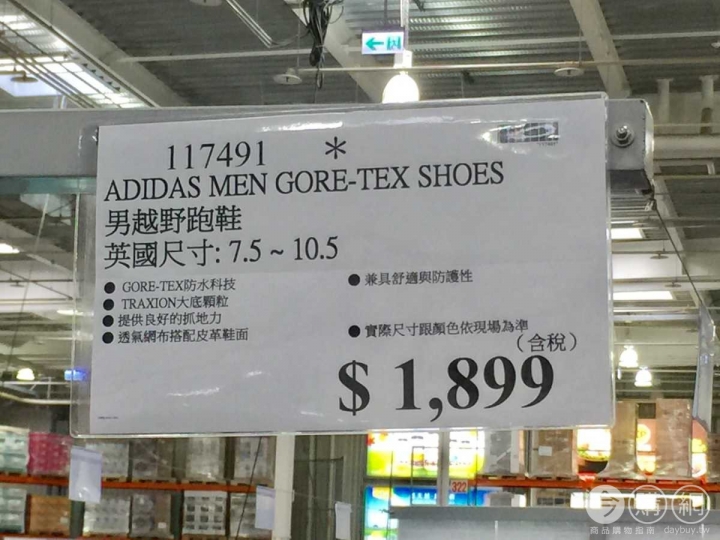 117491 *
ADIDAS MEN GORE-TEX SHOES
男越野跑鞋
英國尺寸: 7.5 ~ 10.5
● GORE-TEX防水科技
● TRAXION大底顆粒
● 提供良好的抓地力
● 透氣網布搭配皮革鞋面
● 兼具舒適與防護性
● 實際尺寸跟顏色依現場為準
(含稅)
$ 1,899
322
今購網
商品購物指南 daybuy.tw